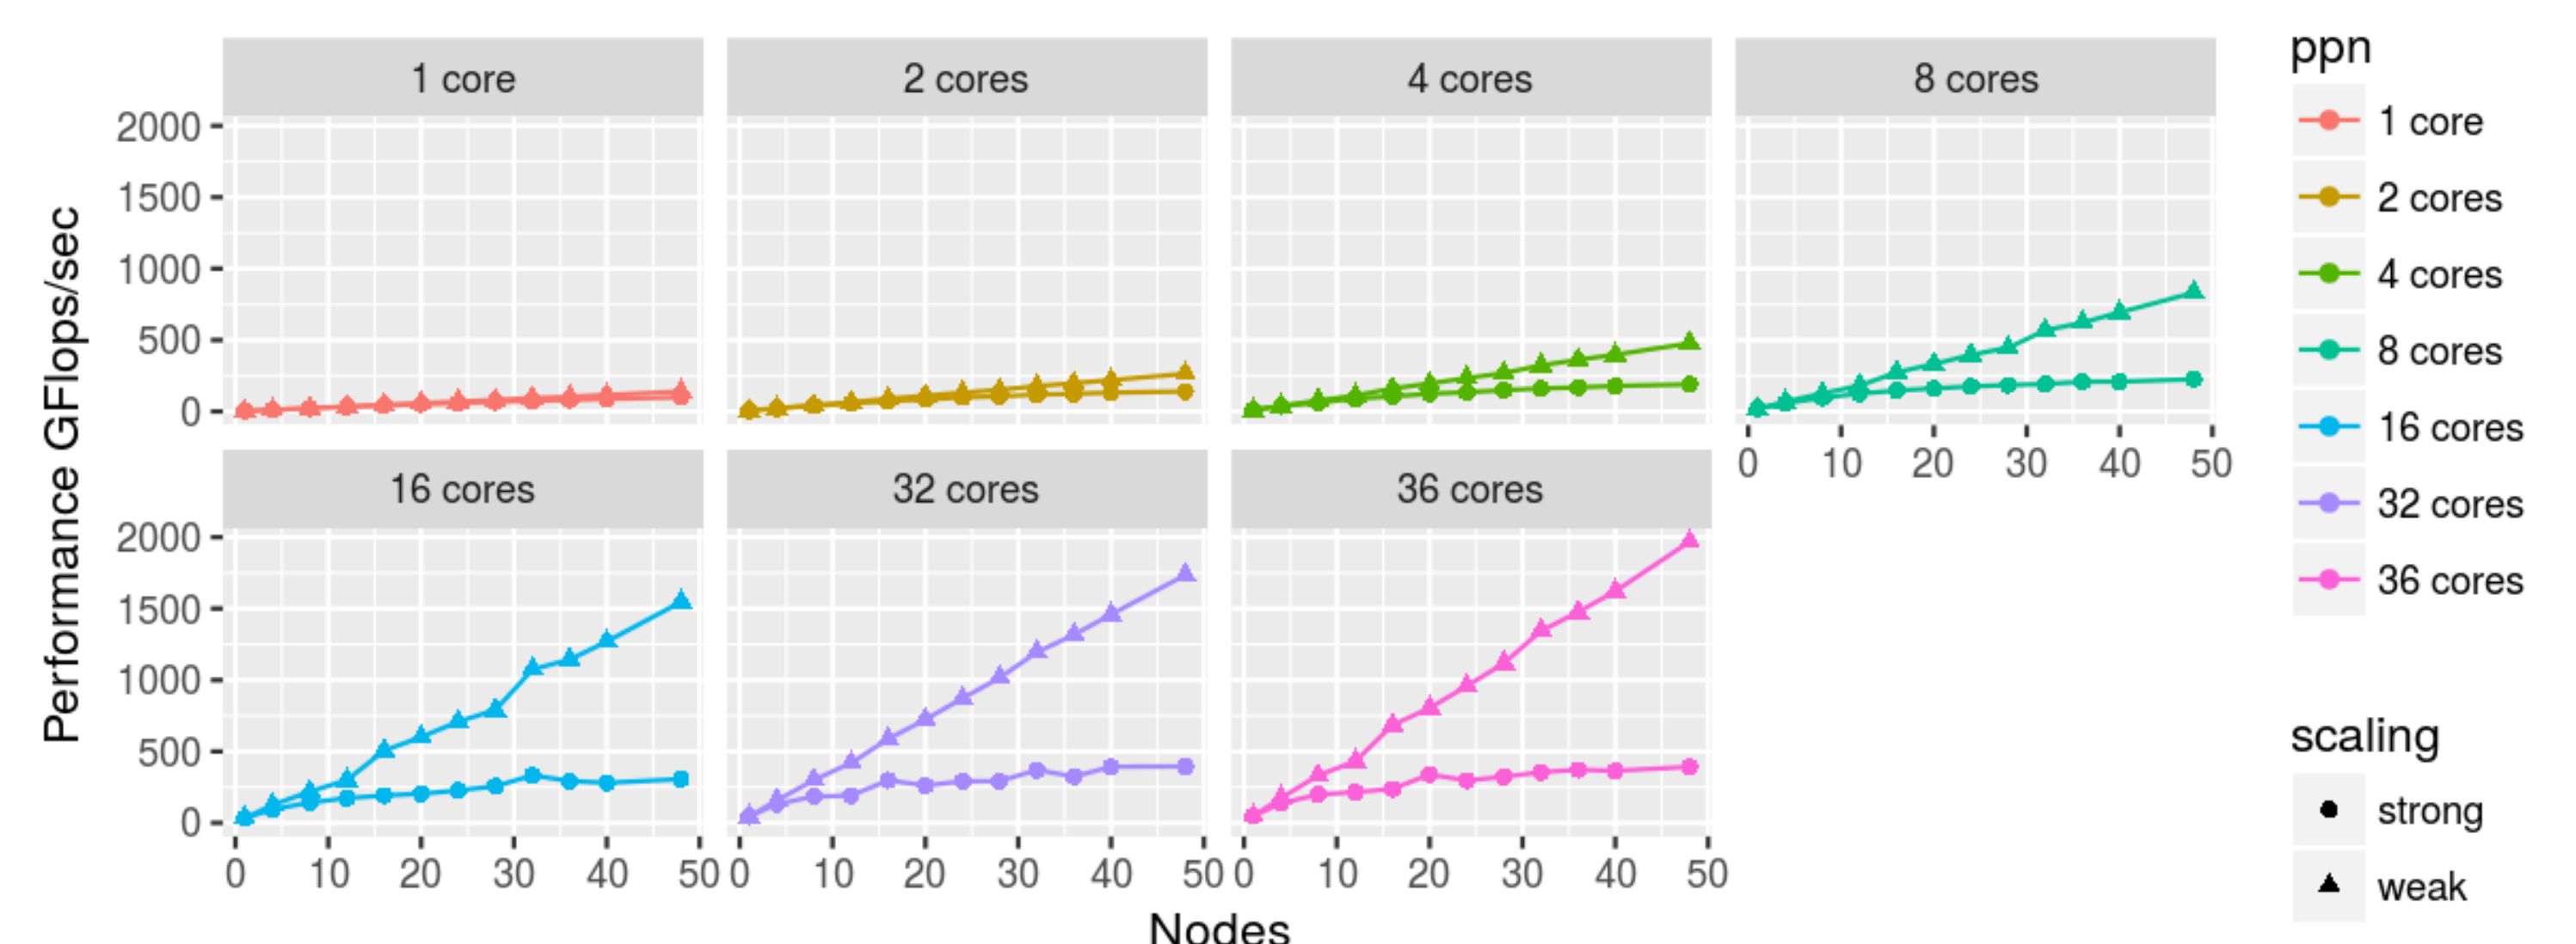 1 core
2 cores
4 cores
8 cores
2000
1500
1000
500
0
0 10 20 30 40 50
16 cores
32 cores
36 cores
2000
1500
1000
500
0
0 10 20 30 40 50
0 10 20 30 40 50
0 10 20 30 40 50
Performance GFlops/sec
Nodes
ppn
1 core
2 cores
4 cores
8 cores
16 cores
32 cores
36 cores
scaling
strong
weak